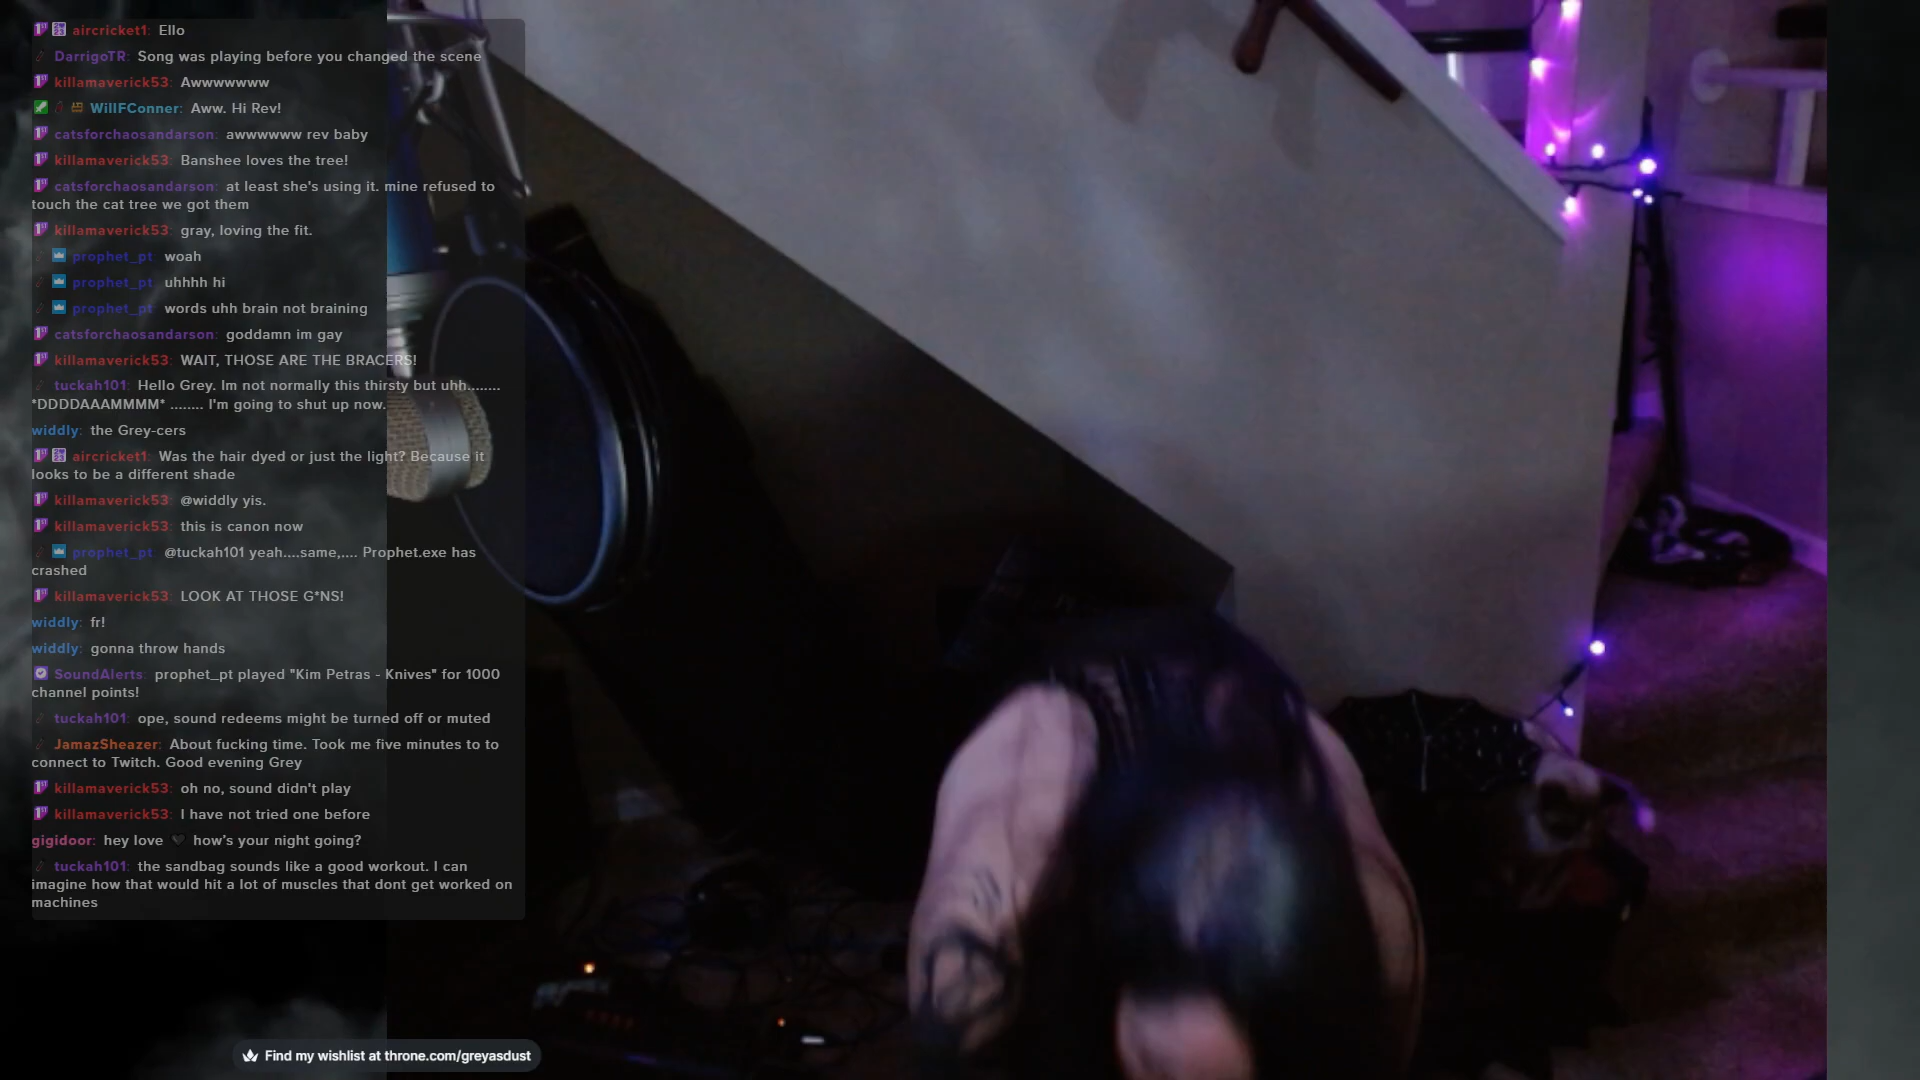 aircricket1: Ello
DarrigoTR: Song was playing before you changed the scene
killamaverick53: Awwwwwww
WillFConner: Aww. Hi Rev!
catsforchaosandarson: awwwwww rev baby
killamaverick53: Banshee loves the tree!
catsforchaosandarson: at least she's using it. mine refused to
touch the cat tree we got them
killamaverick53: gray, loving the fit.
prophet_pt: woah
prophet_pt: uhhhh hi
prophet_pt: words uhh brain not braining
catsforchaosandarson: goddamn im gay
killamaverick53: WAIT, THOSE ARE THE BRACERS!
tuckah101: Hello Grey. Im not normally this thirsty but uhh........
*DDDDAAAMMMM* ........ I'm going to shut up now.
widdly: the Grey-cers
aircricket1: Was the hair dyed or just the light? Because it
looks to be a different shade
killamaverick53: @widdly yis.
killamaverick53: this is canon now
prophet_pt: @tuckah101 yeah....same,.... Prophet.exe has
crashed
killamaverick53: LOOK AT THOSE G*NS!
widdly: fr!
widdly: gonna throw hands
SoundAlerts: prophet_pt played "Kim Petras - Knives" for 1000
channel points!
tuckah101: ope, sound redeems might be turned off or muted
JamazSheazer: About fucking time. Took me five minutes to to
connect to Twitch. Good evening Grey
killamaverick53: oh no, sound didn't play
killamaverick53: I have not tried one before
gigidoor: hey love 🖤 how's your night going?
tuckah101: the sandbag sounds like a good workout. I can
imagine how that would hit a lot of muscles that dont get worked on
machines
Find my wishlist at throne.com/greyasdust